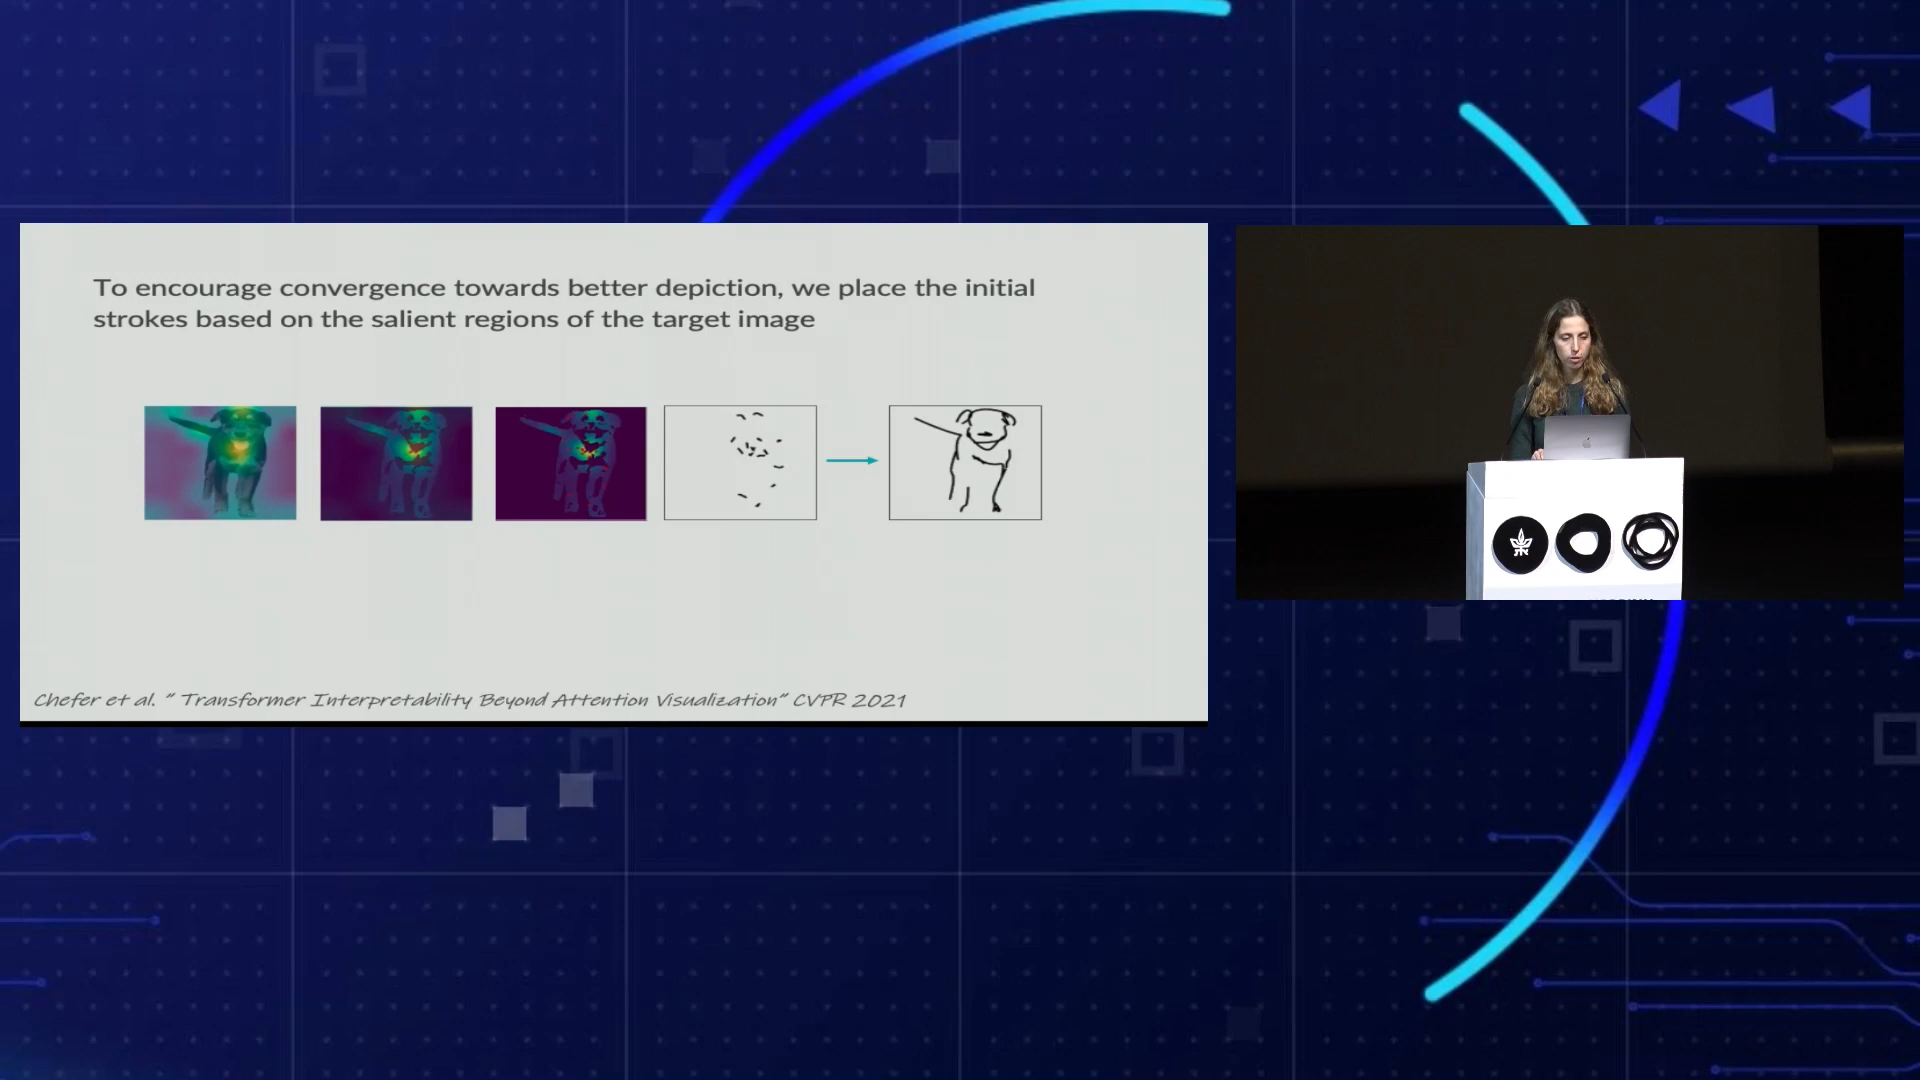 To encourage convergence towards better depiction, we place the initial
strokes based on the salient regions of the target image
Chefer et al. " Transformer Interpretability Beyond Attention Visualization" CVPR 2021